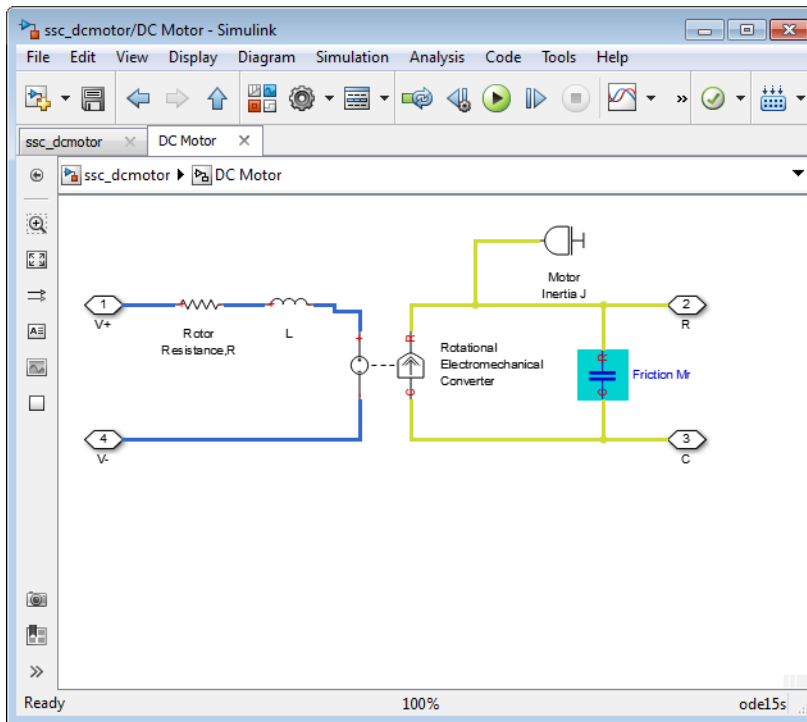 ssc_dcmotor/DC Motor - Simulink
File Edit View Display Diagram Simulation Analysis Code Tools Help
»
ssc_dcmotor DC Motor
ssc_dcmotor DC Motor
Motor
Inertia J
1
V+
Rotor
Resistance,R
L
2
R
R
Rotational
Electromechanical
Converter
C
R
Friction Mr
C
4
V-
3
C
Ready 100% ode15s